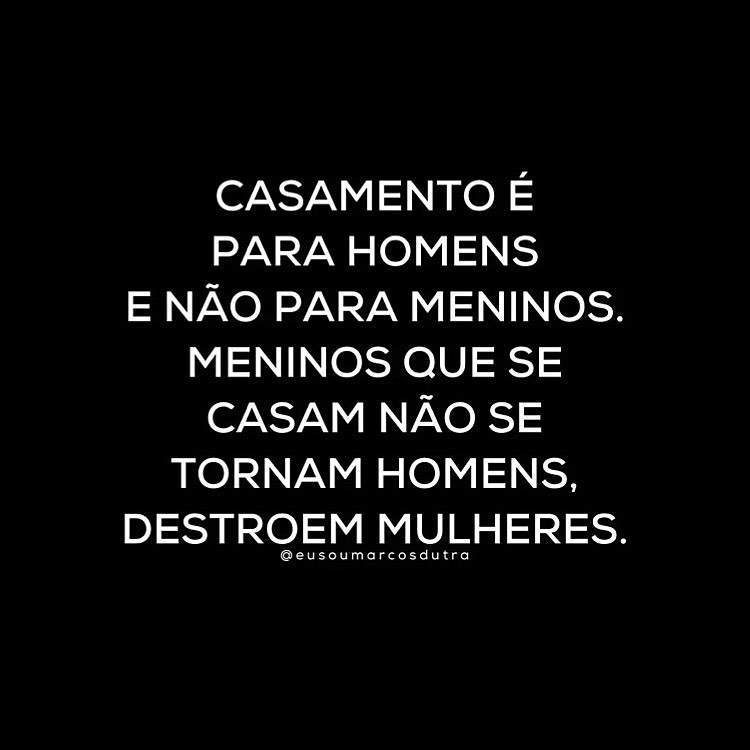 CASAMENTO É
PARA HOMENS
E NÃO PARA MENINOS.
MENINOS QUE SE
CASAM NÃO SE
TORNAM HOMENS,
DESTROEM MULHERES.
@eusoumarcosdutra